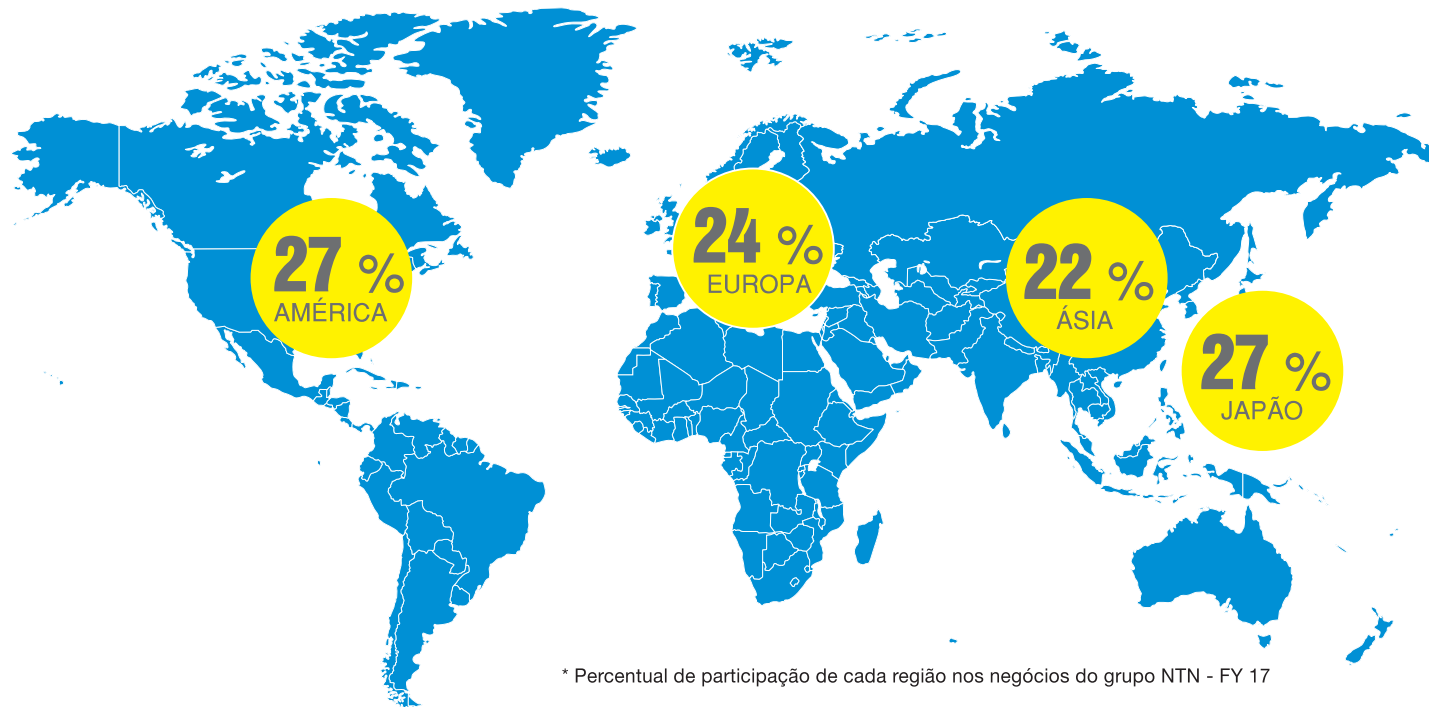 27 %
AMÉRICA
24 %
EUROPA
22 %
ÁSIA
27 %
JAPÃO
* Percentual de participação de cada região nos negócios do grupo NTN - FY 17